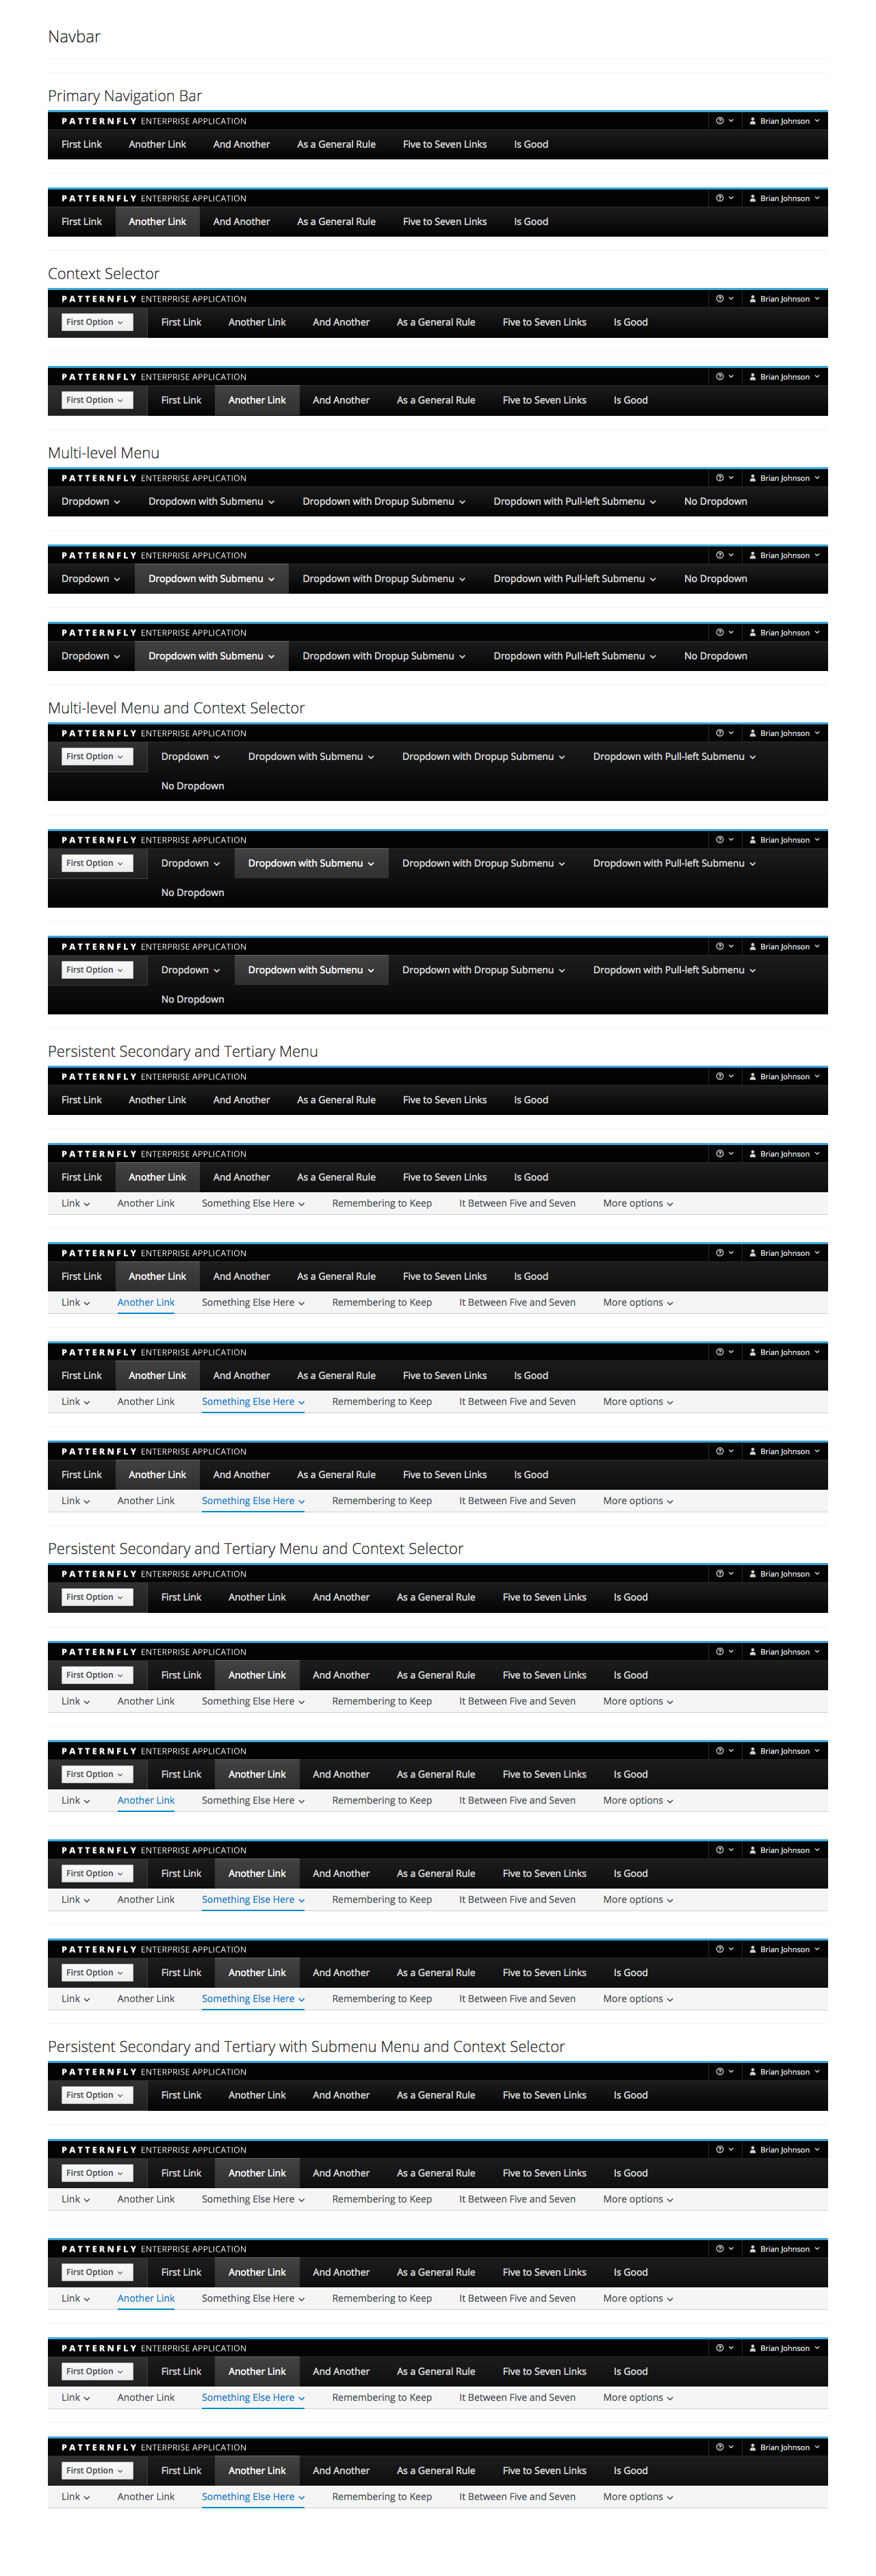 Navbar
Primary Navigation Bar
PATTERNFLY ENTERPRISE APPLICATION Brian Johnson
First Link Another Link And Another As a General Rule Five to Seven Links Is Good
PATTERNFLY ENTERPRISE APPLICATION Brian Johnson
First Link Another Link And Another As a General Rule Five to Seven Links Is Good
Context Selector
PATTERNFLY ENTERPRISE APPLICATION Brian Johnson
First Option First Link Another Link And Another As a General Rule Five to Seven Links Is Good
PATTERNFLY ENTERPRISE APPLICATION Brian Johnson
First Option First Link Another Link And Another As a General Rule Five to Seven Links Is Good
Multi-level Menu
PATTERNFLY ENTERPRISE APPLICATION Brian Johnson
Dropdown Dropdown with Submenu Dropdown with Dropup Submenu Dropdown with Pull-left Submenu No Dropdown
PATTERNFLY ENTERPRISE APPLICATION Brian Johnson
Dropdown Dropdown with Submenu Dropdown with Dropup Submenu Dropdown with Pull-left Submenu No Dropdown
PATTERNFLY ENTERPRISE APPLICATION Brian Johnson
Dropdown Dropdown with Submenu Dropdown with Dropup Submenu Dropdown with Pull-left Submenu No Dropdown
Multi-level Menu and Context Selector
PATTERNFLY ENTERPRISE APPLICATION Brian Johnson
First Option Dropdown Dropdown with Submenu Dropdown with Dropup Submenu Dropdown with Pull-left Submenu
No Dropdown
PATTERNFLY ENTERPRISE APPLICATION Brian Johnson
First Option Dropdown Dropdown with Submenu Dropdown with Dropup Submenu Dropdown with Pull-left Submenu
No Dropdown
PATTERNFLY ENTERPRISE APPLICATION Brian Johnson
First Option Dropdown Dropdown with Submenu Dropdown with Dropup Submenu Dropdown with Pull-left Submenu
No Dropdown
Persistent Secondary and Tertiary Menu
PATTERNFLY ENTERPRISE APPLICATION Brian Johnson
First Link Another Link And Another As a General Rule Five to Seven Links Is Good
PATTERNFLY ENTERPRISE APPLICATION Brian Johnson
First Link Another Link And Another As a General Rule Five to Seven Links Is Good
Link Another Link Something Else Here Remembering to Keep It Between Five and Seven More options
PATTERNFLY ENTERPRISE APPLICATION Brian Johnson
First Link Another Link And Another As a General Rule Five to Seven Links Is Good
Link Another Link Something Else Here Remembering to Keep It Between Five and Seven More options
PATTERNFLY ENTERPRISE APPLICATION Brian Johnson
First Link Another Link And Another As a General Rule Five to Seven Links Is Good
Link Another Link Something Else Here Remembering to Keep It Between Five and Seven More options
PATTERNFLY ENTERPRISE APPLICATION Brian Johnson
First Link Another Link And Another As a General Rule Five to Seven Links Is Good
Link Another Link Something Else Here Remembering to Keep It Between Five and Seven More options
Persistent Secondary and Tertiary Menu and Context Selector
PATTERNFLY ENTERPRISE APPLICATION Brian Johnson
First Option First Link Another Link And Another As a General Rule Five to Seven Links Is Good
PATTERNFLY ENTERPRISE APPLICATION Brian Johnson
First Option First Link Another Link And Another As a General Rule Five to Seven Links Is Good
Link Another Link Something Else Here Remembering to Keep It Between Five and Seven More options
PATTERNFLY ENTERPRISE APPLICATION Brian Johnson
First Option First Link Another Link And Another As a General Rule Five to Seven Links Is Good
Link Another Link Something Else Here Remembering to Keep It Between Five and Seven More options
PATTERNFLY ENTERPRISE APPLICATION Brian Johnson
First Option First Link Another Link And Another As a General Rule Five to Seven Links Is Good
Link Another Link Something Else Here Remembering to Keep It Between Five and Seven More options
PATTERNFLY ENTERPRISE APPLICATION Brian Johnson
First Option First Link Another Link And Another As a General Rule Five to Seven Links Is Good
Link Another Link Something Else Here Remembering to Keep It Between Five and Seven More options
Persistent Secondary and Tertiary with Submenu Menu and Context Selector
PATTERNFLY ENTERPRISE APPLICATION Brian Johnson
First Option First Link Another Link And Another As a General Rule Five to Seven Links Is Good
PATTERNFLY ENTERPRISE APPLICATION Brian Johnson
First Option First Link Another Link And Another As a General Rule Five to Seven Links Is Good
Link Another Link Something Else Here Remembering to Keep It Between Five and Seven More options
PATTERNFLY ENTERPRISE APPLICATION Brian Johnson
First Option First Link Another Link And Another As a General Rule Five to Seven Links Is Good
Link Another Link Something Else Here Remembering to Keep It Between Five and Seven More options
PATTERNFLY ENTERPRISE APPLICATION Brian Johnson
First Option First Link Another Link And Another As a General Rule Five to Seven Links Is Good
Link Another Link Something Else Here Remembering to Keep It Between Five and Seven More options
PATTERNFLY ENTERPRISE APPLICATION Brian Johnson
First Option First Link Another Link And Another As a General Rule Five to Seven Links Is Good
Link Another Link Something Else Here Remembering to Keep It Between Five and Seven More options